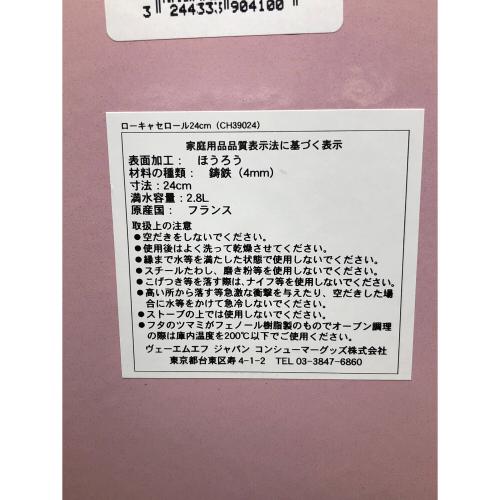 3 244335 904100
ローキャセロール24cm (CH39024)
家庭用品品質表示法に基づく表示
表面加工： ほうろう
材料の種類： 鋳鉄 (4mm)
寸法：24cm
満水容量：2.8L
原産国： フランス
取扱上の注意
●空だきをしないでください。
●使用後はよく洗って乾燥させてください。
●縁まで水等を満たした状態で使用しないでください。
●スチールたわし、磨き粉等を使用しないでください。
●こげつき等を落す際は、ナイフ等を使用しないでください。
●高い所から落す等急激な衝撃を与えたり、空だきした場
合に水等をかけて急冷しないでください。
●ストーブの上では使用しないでください。
●フタのツマミがフェノール樹脂製のものでオーブン調理
の際は庫内温度を200℃以下でご使用ください。
ヴェーエムエフ ジャパン コンシューマーグッズ株式会社
東京都台東区寿4-1-2 TEL 03-3847-6860